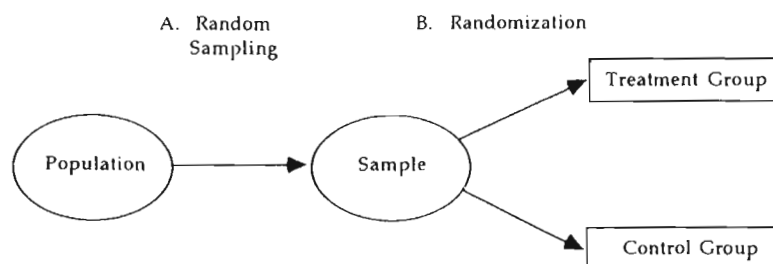 A. Random
Sampling
B. Randomization
Treatment Group
Population
Sample
Control Group